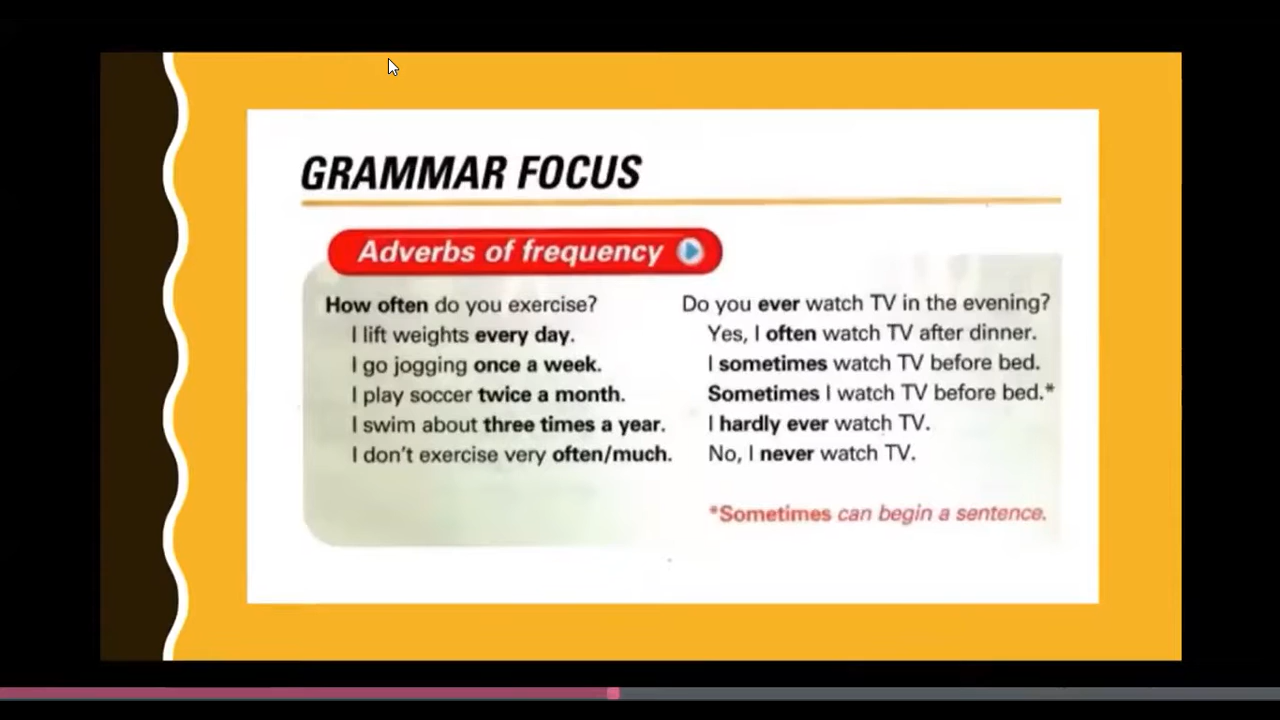 GRAMMAR FOCUS
Adverbs of frequency
How often do you exercise?
I lift weights every day.
I go jogging once a week.
I play soccer twice a month.
I swim about three times a year.
I don't exercise very often/much.
Do you ever watch TV in the evening?
Yes, I often watch TV after dinner.
I sometimes watch TV before bed.
Sometimes I watch TV before bed.*
I hardly ever watch TV.
No, I never watch TV.
*Sometimes can begin a sentence.